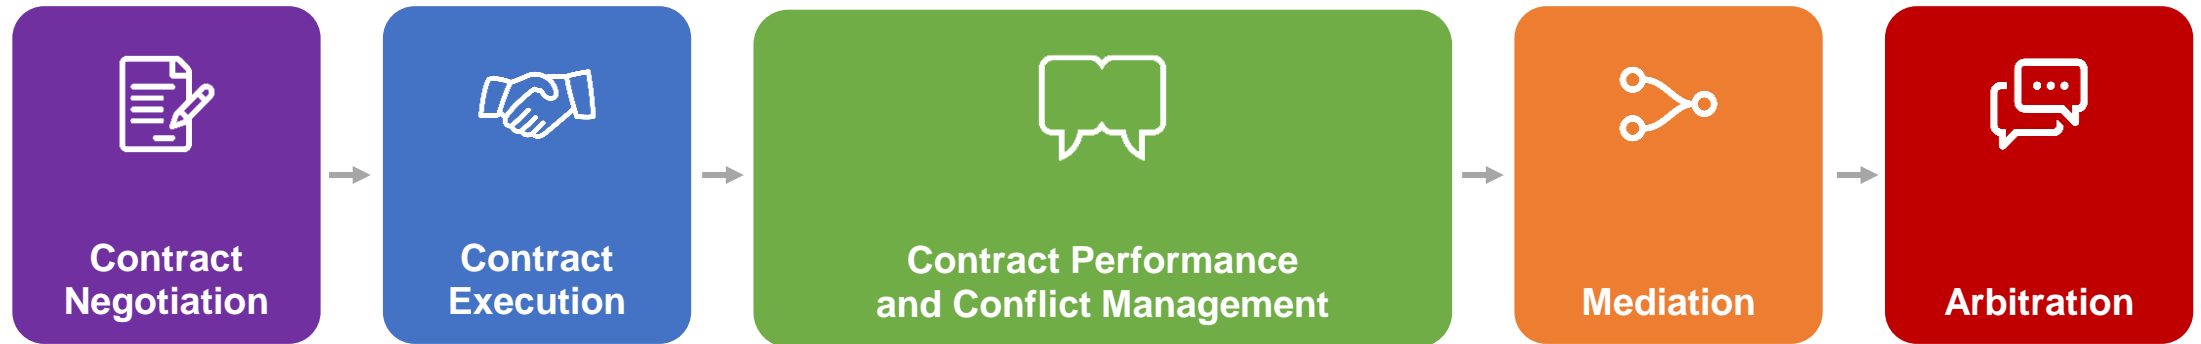 Contract
Negotiation
Contract
Execution
Contract Performance
and Conflict Management
Mediation
Arbitration